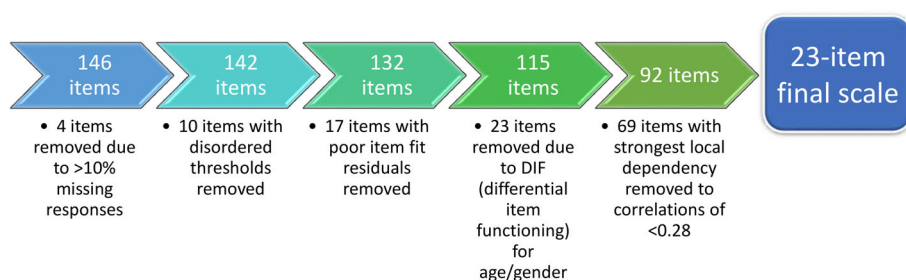 146
items
142
items
132
items
115
items
92 items
23-item
final scale
• 4 items
removed due
to >10%
missing
responses
• 10 items with
disordered
thresholds
removed
• 17 items with
poor item fit
residuals
removed
• 23 items
removed due
to DIF
(differential
item
functioning)
for
age/gender
• 69 items with
strongest local
dependency
removed to
correlations of
<0.28